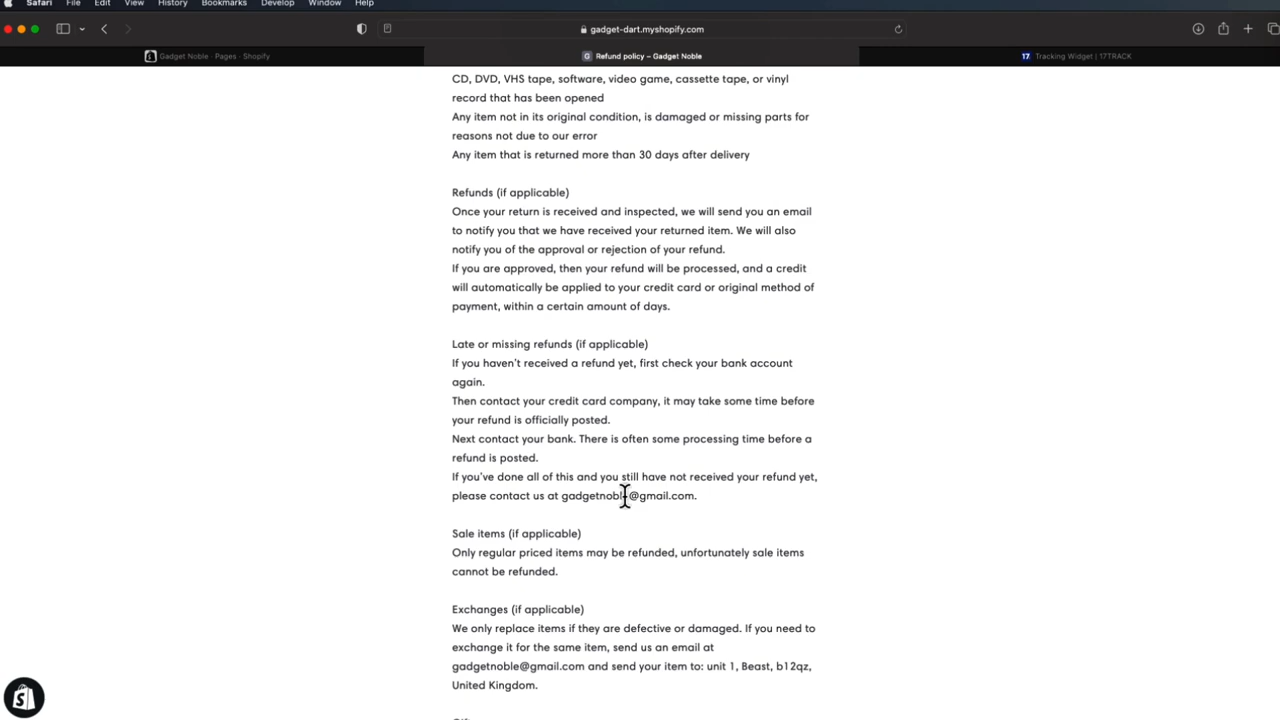 Safari File Edit View History Bookmarks Develop Window Help
gadget-dart.myshopify.com
Gadget Noble · Pages · Shopify
Refund policy – Gadget Noble
17 Tracking Widget | 17TRACK
CD, DVD, VHS tape, software, video game, cassette tape, or vinyl
record that has been opened
Any item not in its original condition, is damaged or missing parts for
reasons not due to our error
Any item that is returned more than 30 days after delivery
Refunds (if applicable)
Once your return is received and inspected, we will send you an email
to notify you that we have received your returned item. We will also
notify you of the approval or rejection of your refund.
If you are approved, then your refund will be processed, and a credit
will automatically be applied to your credit card or original method of
payment, within a certain amount of days.
Late or missing refunds (if applicable)
If you haven't received a refund yet, first check your bank account
again.
Then contact your credit card company, it may take some time before
your refund is officially posted.
Next contact your bank. There is often some processing time before a
refund is posted.
If you've done all of this and you still have not received your refund yet,
please contact us at gadgetnoble@gmail.com.
Sale items (if applicable)
Only regular priced items may be refunded, unfortunately sale items
cannot be refunded.
Exchanges (if applicable)
We only replace items if they are defective or damaged. If you need to
exchange it for the same item, send us an email at
gadgetnoble@gmail.com and send your item to: unit 1, Beast, b12qz,
United Kingdom.